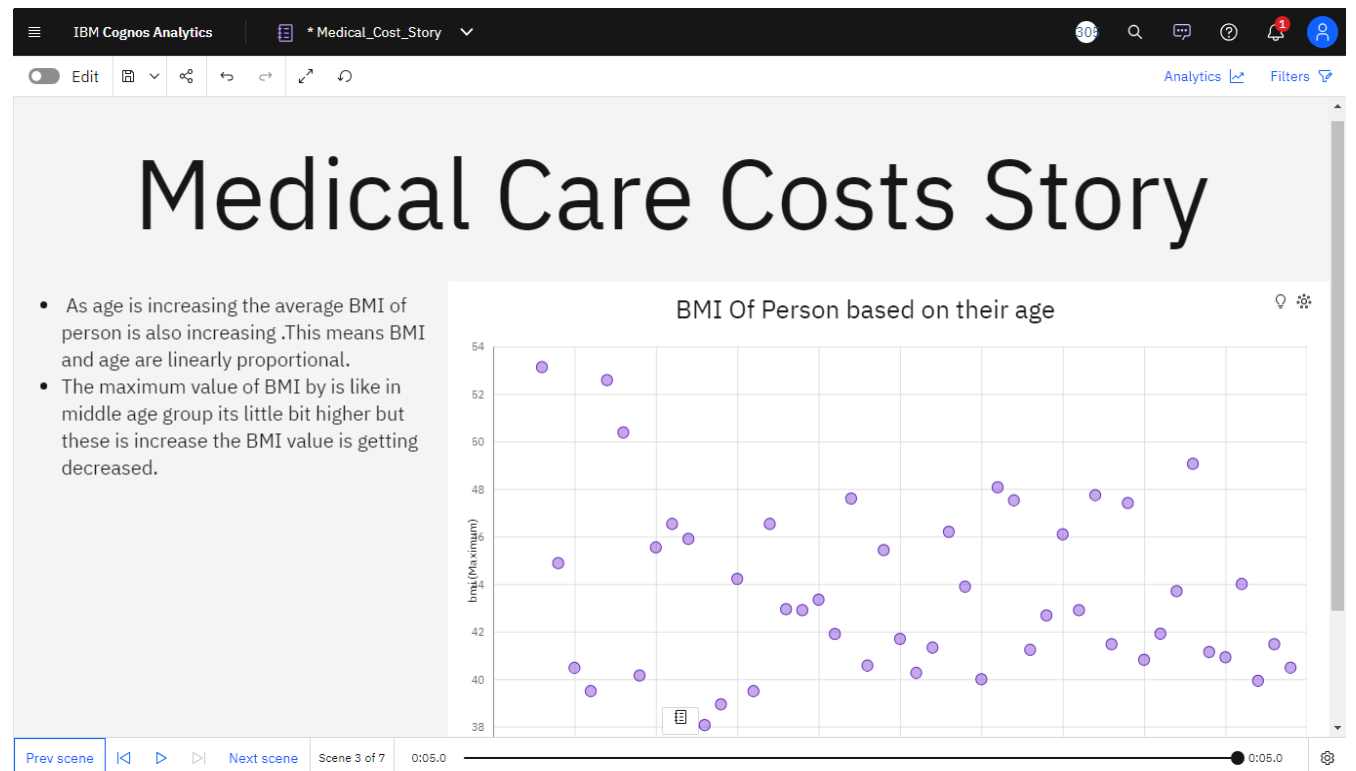 IBM Cognos Analytics
* Medical_Cost_Story
305
1
Edit
Analytics
Filters
Medical Care Costs Story
• As age is increasing the average BMI of
person is also increasing .This means BMI
and age are linearly proportional.
• The maximum value of BMI by is like in
middle age group its little bit higher but
these is increase the BMI value is getting
decreased.
BMI Of Person based on their age
54
52
50
48
46
44
42
40
38
bmi (Maximum)
Prev scene
Next scene
Scene 3 of 7
0:05.0
0:05.0